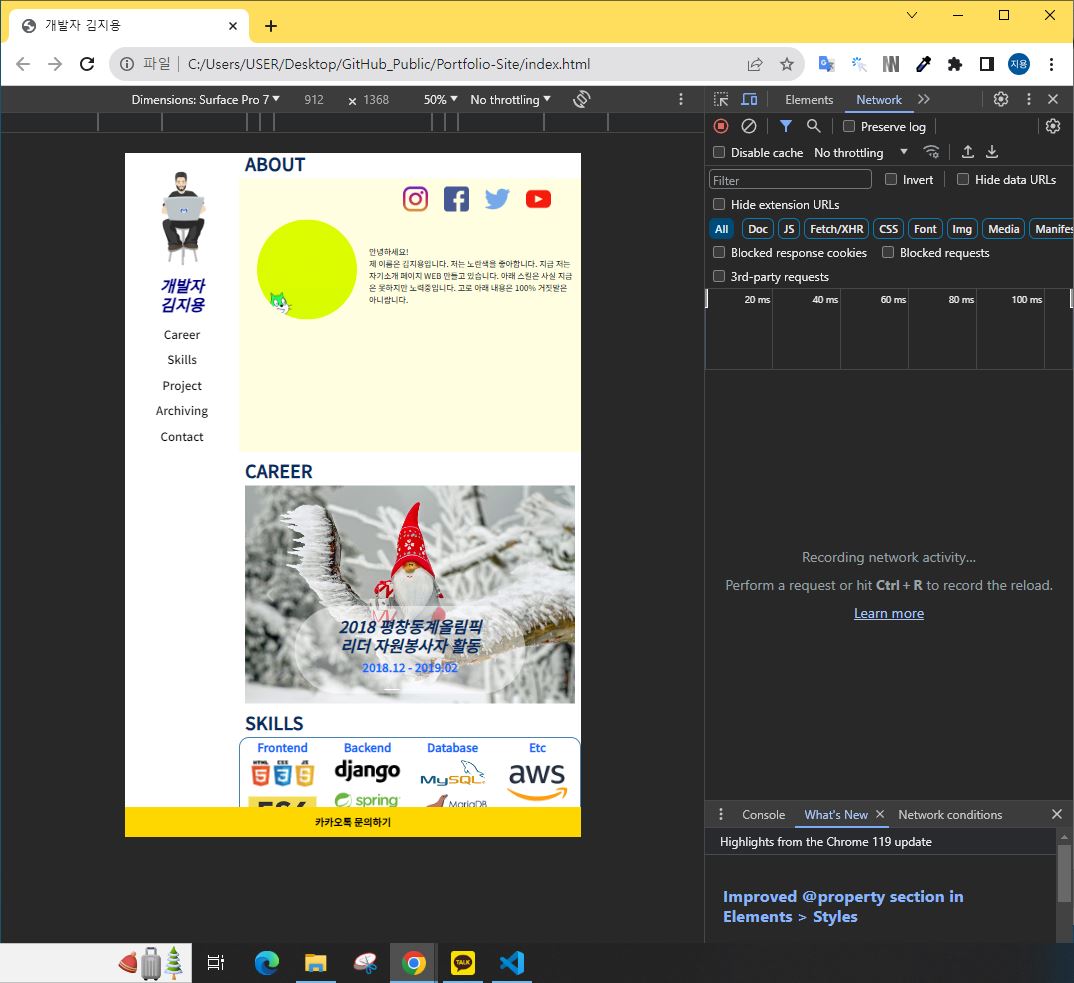 개발자 김지용
파일
C:/Users/USER/Desktop/GitHub_Public/Portfolio-Site/index.html
지용
Dimensions: Surface Pro 7
912 × 1368
50%
No throttling
Elements
Network
Preserve log
Disable cache
No throttling
Filter
Invert
Hide data URLs
Hide extension URLs
All
Doc
JS
Fetch/XHR
CSS
Font
Img
Media
Manifes
Blocked response cookies
Blocked requests
3rd-party requests
20 ms
40 ms
60 ms
80 ms
100 ms
Recording network activity...
Perform a request or hit Ctrl + R to record the reload.
Learn more
개발자
김지용
Career
Skills
Project
Archiving
Contact
ABOUT
안녕하세요!
제 이름은 김지용입니다. 저는 노란색을 좋아합니다. 지금 저는
자기소개 페이지 WEB 만들고 있습니다. 아래 스킬은 사실 지금
은 못하지만 노력중입니다. 고로 아래 내용은 100% 거짓말은
아니랍니다.
CAREER
2018 평창동계올림픽
리더 자원봉사자 활동
2018.12 - 2019.02
SKILLS
Frontend
Backend
Database
Etc
HTML
5
CSS
3
JS
5
django
MySQL
aws
spring
MariaDB
카카오톡 문의하기
Console
What's New
Network conditions
Highlights from the Chrome 119 update
Improved @property section in
Elements > Styles
TALK